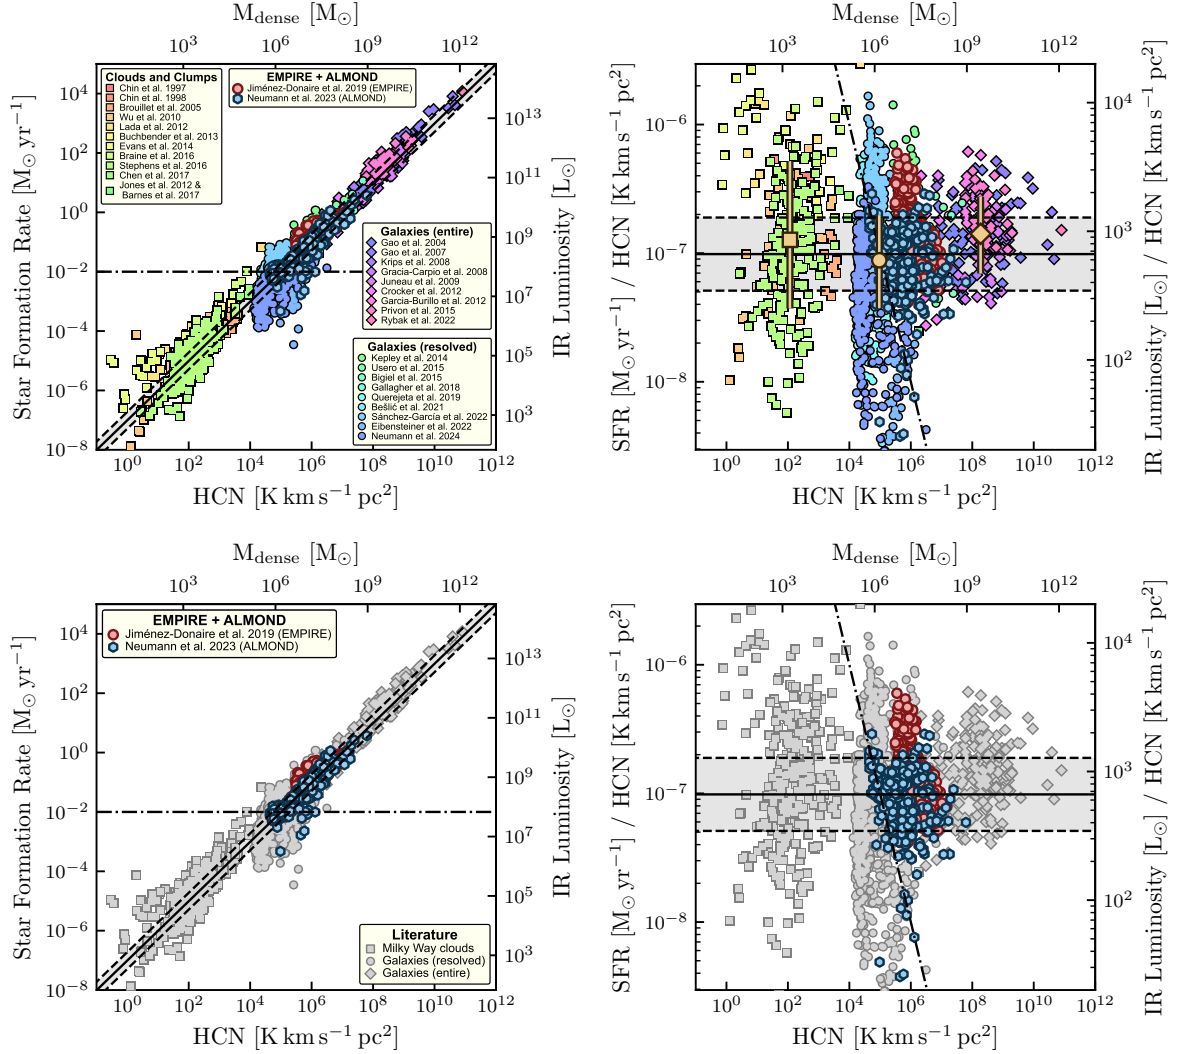 M_dense [M_⊙]
10^3 10^6 10^9 10^12
Star Formation Rate [M_⊙ yr^−1]
10^4
10^2
10^0
10^−2
10^−4
10^−6
10^−8
Clouds and Clumps
Chin et al. 1997
Chin et al. 1998
Brouillet et al. 2005
Wu et al. 2010
Lada et al. 2012
Buchbender et al. 2013
Evans et al. 2014
Braine et al. 2016
Stephens et al. 2016
Chen et al. 2017
Jones et al. 2012 &
Barnes et al. 2017
EMPIRE + ALMOND
Jiménez-Donaire et al. 2019 (EMPIRE)
Neumann et al. 2023 (ALMOND)
Galaxies (entire)
Gao et al. 2004
Gao et al. 2007
Krips et al. 2008
Gracia-Carpio et al. 2008
Juneau et al. 2009
Crocker et al. 2012
Garcia-Burillo et al. 2012
Privon et al. 2015
Rybak et al. 2022
Galaxies (resolved)
Kepley et al. 2014
Usero et al. 2015
Bigiel et al. 2015
Gallagher et al. 2018
Querejeta et al. 2019
Bešlić et al. 2021
Sánchez-García et al. 2022
Eibensteiner et al. 2022
Neumann et al. 2024
10^13
10^11
10^9
10^7
10^5
10^3
IR Luminosity [L_⊙]
10^0 10^2 10^4 10^6 10^8 10^10 10^12
HCN [K km s^−1 pc^2]
M_dense [M_⊙]
10^3 10^6 10^9 10^12
SFR [M_⊙ yr^−1] / HCN [K km s^−1 pc^2]
10^−6
10^−7
10^−8
10^4
10^3
10^2
IR Luminosity [L_⊙] / HCN [K km s^−1 pc^2]
10^0 10^2 10^4 10^6 10^8 10^10 10^12
HCN [K km s^−1 pc^2]
M_dense [M_⊙]
10^3 10^6 10^9 10^12
Star Formation Rate [M_⊙ yr^−1]
10^4
10^2
10^0
10^−2
10^−4
10^−6
10^−8
EMPIRE + ALMOND
Jiménez-Donaire et al. 2019 (EMPIRE)
Neumann et al. 2023 (ALMOND)
Literature
Milky Way clouds
Galaxies (resolved)
Galaxies (entire)
10^13
10^11
10^9
10^7
10^5
10^3
IR Luminosity [L_⊙]
10^0 10^2 10^4 10^6 10^8 10^10 10^12
HCN [K km s^−1 pc^2]
M_dense [M_⊙]
10^3 10^6 10^9 10^12
SFR [M_⊙ yr^−1] / HCN [K km s^−1 pc^2]
10^−6
10^−7
10^−8
10^4
10^3
10^2
IR Luminosity [L_⊙] / HCN [K km s^−1 pc^2]
10^0 10^2 10^4 10^6 10^8 10^10 10^12
HCN [K km s^−1 pc^2]